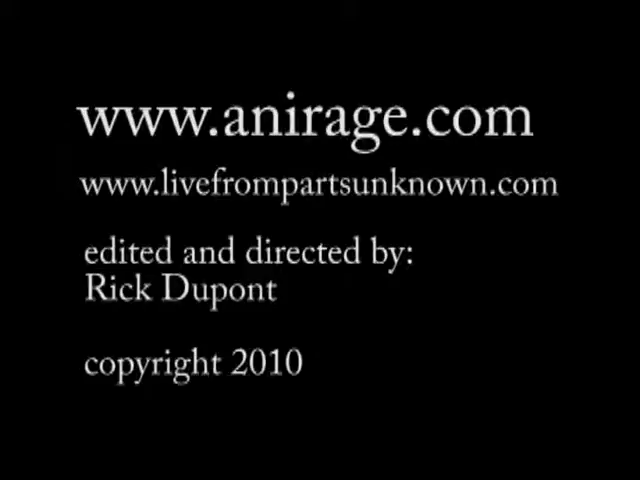 www.anirage.com
www.livefrompartsunknown.com
edited and directed by:
Rick Dupont
copyright 2010